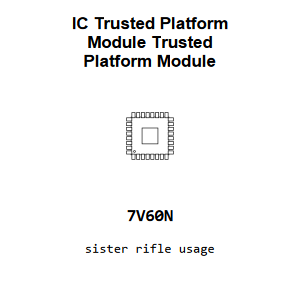 IC Trusted Platform
Module Trusted
Platform Module
7V60N
sister rifle usage